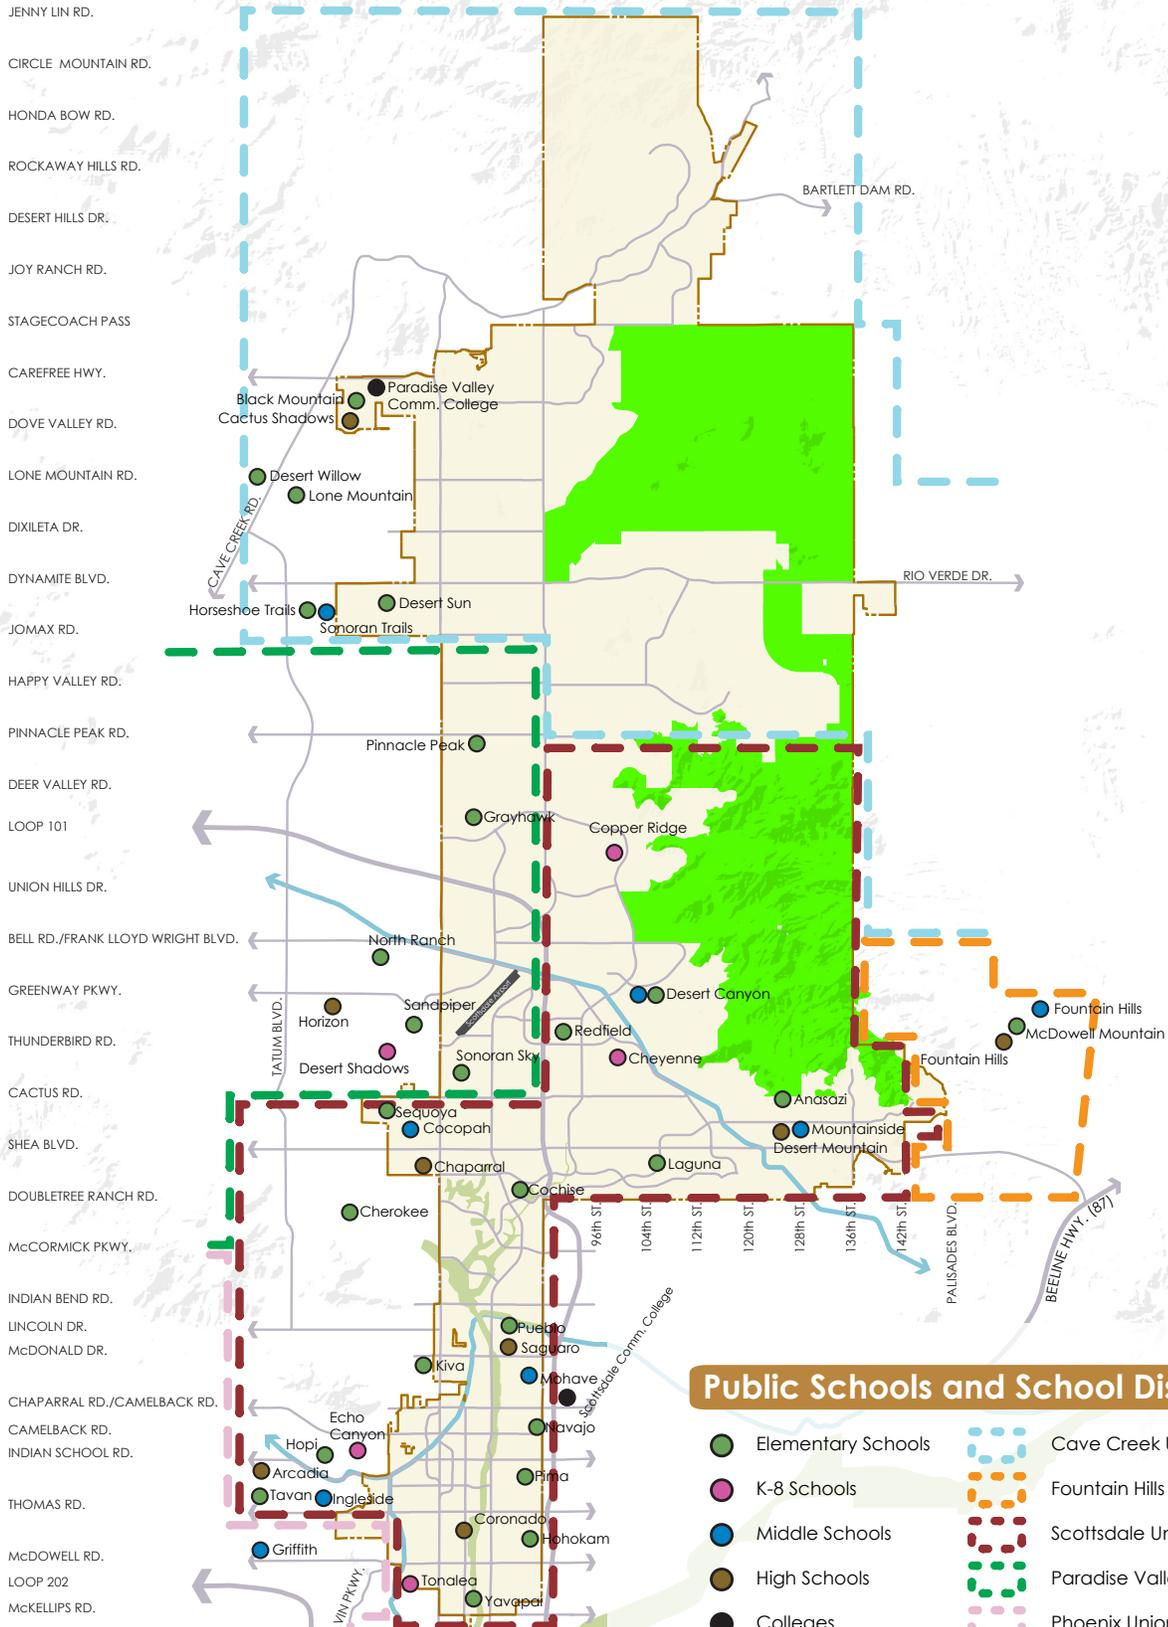 JENNY LIN RD.
CIRCLE MOUNTAIN RD.
HONDA BOW RD.
ROCKAWAY HILLS RD.
BARTLETT DAM RD.
DESERT HILLS DR.
JOY RANCH RD.
STAGECOACH PASS
CAREFREE HWY.
Paradise Valley
Comm. College
Black Mountain
Cactus Shadows
DOVE VALLEY RD.
LONE MOUNTAIN RD.
Desert Willow
Lone Mountain
CAVE CREEK RD.
DIXILETA DR.
DYNAMITE BLVD.
RIO VERDE DR.
Horseshoe Trails
Desert Sun
Sonoran Trails
JOMAX RD.
HAPPY VALLEY RD.
PINNACLE PEAK RD.
Pinnacle Peak
DEER VALLEY RD.
LOOP 101
Grayhawk
Copper Ridge
UNION HILLS DR.
BELL RD./FRANK LLOYD WRIGHT BLVD.
North Ranch
GREENWAY PKWY.
Desert Canyon
Sandpiper
Scottsdale Airport
Horizon
TATUM BLVD.
Redfield
Fountain Hills
McDowell Mountain
Fountain Hills
THUNDERBIRD RD.
Sonoran Sky
Cheyenne
Desert Shadows
CACTUS RD.
Anasazi
Sequoya
Cocopah
Mountainside
Desert Mountain
SHEA BLVD.
Chaparral
Laguna
DOUBLETREE RANCH RD.
Cochise
Cherokee
96th ST.
104th ST.
112th ST.
120th ST.
128th ST.
136th ST.
142th ST.
PALISADES BLVD.
BEELINE HWY. (87)
McCORMICK PKWY.
INDIAN BEND RD.
LINCOLN DR.
Pueblo
McDONALD DR.
Saguaro
Kiva
Mohave
Scottsdale Comm. College
CHAPARRAL RD./CAMELBACK RD.
CAMELBACK RD.
Echo
Canyon
Navajo
Hopi
INDIAN SCHOOL RD.
Arcadia
Pima
Tavan
Ingleside
THOMAS RD.
Coronado
Hohokam
Griffith
McDOWELL RD.
LOOP 202
Tonalea
VIN PKWY.
Yavapai
McKELLIPS RD.
Public Schools and School Dis
Elementary Schools
Cave Creek U
K-8 Schools
Fountain Hills
Middle Schools
Scottsdale Un
High Schools
Paradise Valle
Colleges
Phoenix Union